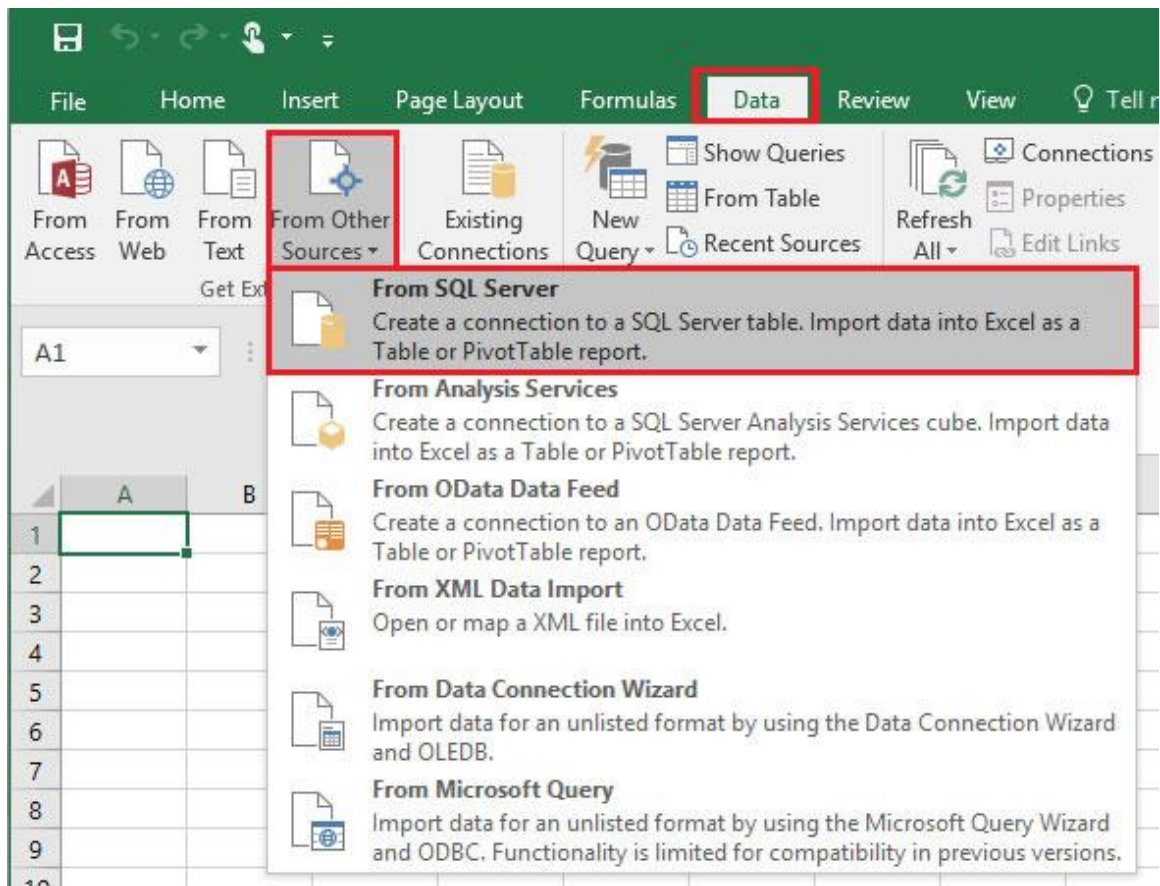 File Home Insert Page Layout Formulas Data Review View Tell
From Access
From Web
From Text
From Other Sources
Existing Connections
New Query
Show Queries
From Table
Recent Sources
Refresh All
Connections
Properties
Edit Links
Get
A1
From SQL Server
Create a connection to a SQL Server table. Import data into Excel as a
Table or PivotTable report.
From Analysis Services
Create a connection to a SQL Server Analysis Services cube. Import data
into Excel as a Table or PivotTable report.
From OData Data Feed
Create a connection to an OData Data Feed. Import data into Excel as a
Table or PivotTable report.
From XML Data Import
Open or map a XML file into Excel.
From Data Connection Wizard
Import data for an unlisted format by using the Data Connection Wizard
and OLEDB.
From Microsoft Query
Import data for an unlisted format by using the Microsoft Query Wizard
and ODBC. Functionality is limited for compatibility in previous versions.
A B
1
2
3
4
5
6
7
8
9
10